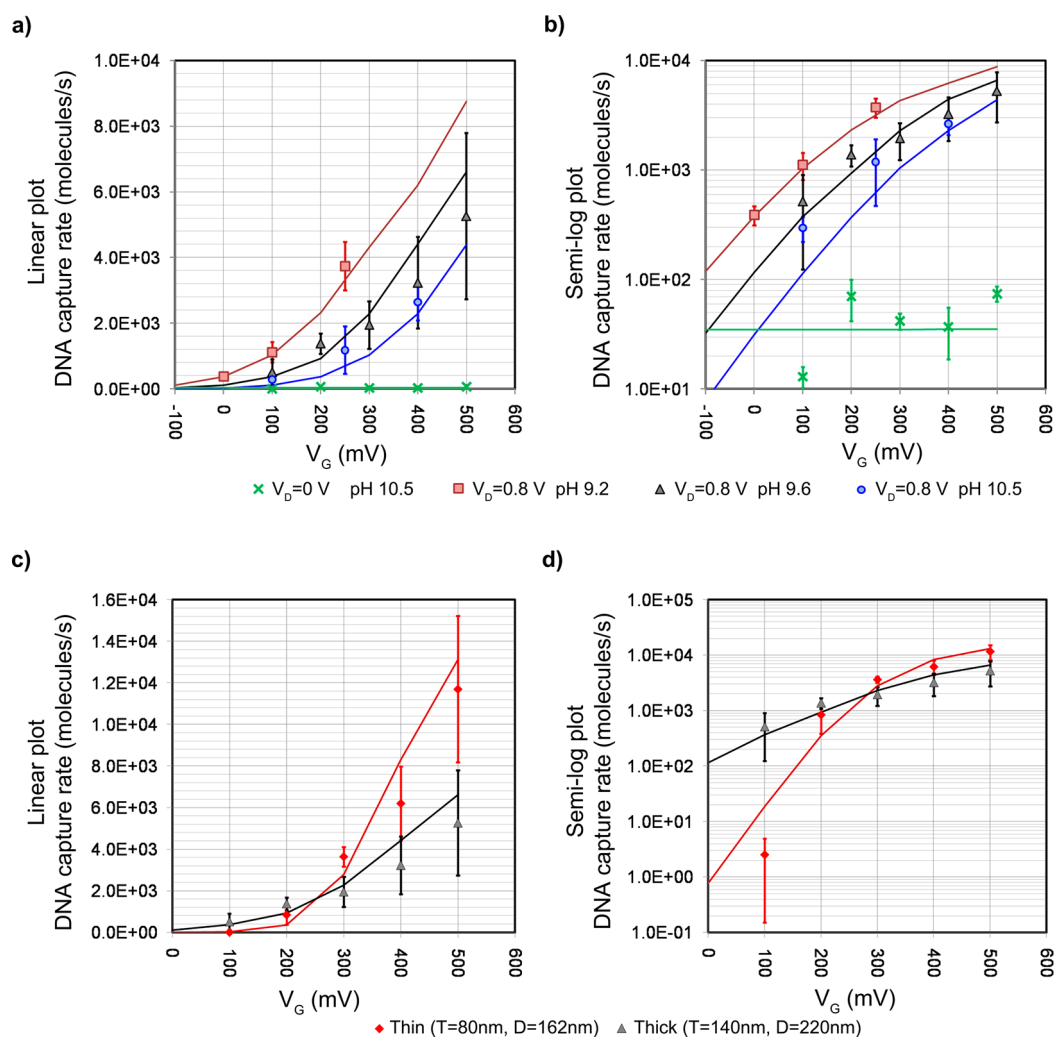 a)
Linear plot
DNA capture rate (molecules/s)
1.0E+04
8.0E+03
6.0E+03
4.0E+03
2.0E+03
0.0E+00
-100
0
100
200
300
400
500
600
V_G (mV)
b)
Semi-log plot
DNA capture rate (molecules/s)
1.0E+04
1.0E+03
1.0E+02
1.0E+01
-100
0
100
200
300
400
500
600
V_G (mV)
V_D=0 V pH 10.5
V_D=0.8 V pH 9.2
V_D=0.8 V pH 9.6
V_D=0.8 V pH 10.5
c)
Linear plot
DNA capture rate (molecules/s)
1.6E+04
1.4E+04
1.2E+04
1.0E+04
8.0E+03
6.0E+03
4.0E+03
2.0E+03
0.0E+00
0
100
200
300
400
500
600
V_G (mV)
d)
Semi-log plot
DNA capture rate (molecules/s)
1.0E+05
1.0E+04
1.0E+03
1.0E+02
1.0E+01
1.0E+00
1.0E-01
0
100
200
300
400
500
600
V_G (mV)
Thin (T=80nm, D=162nm)
Thick (T=140nm, D=220nm)